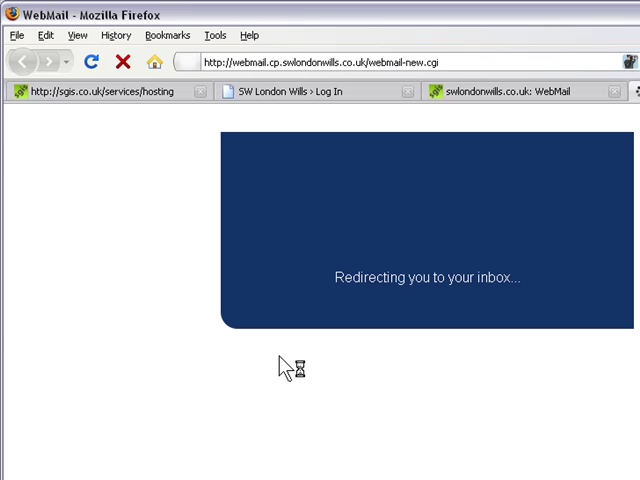 WebMail - Mozilla Firefox
File Edit View History Bookmarks Tools Help
http://webmail.cp.swlondonwills.co.uk/webmail-new.cgi
http://sgis.co.uk/services/hosting SW London Wills › Log In swlondonwills.co.uk: WebMail
Redirecting you to your inbox...